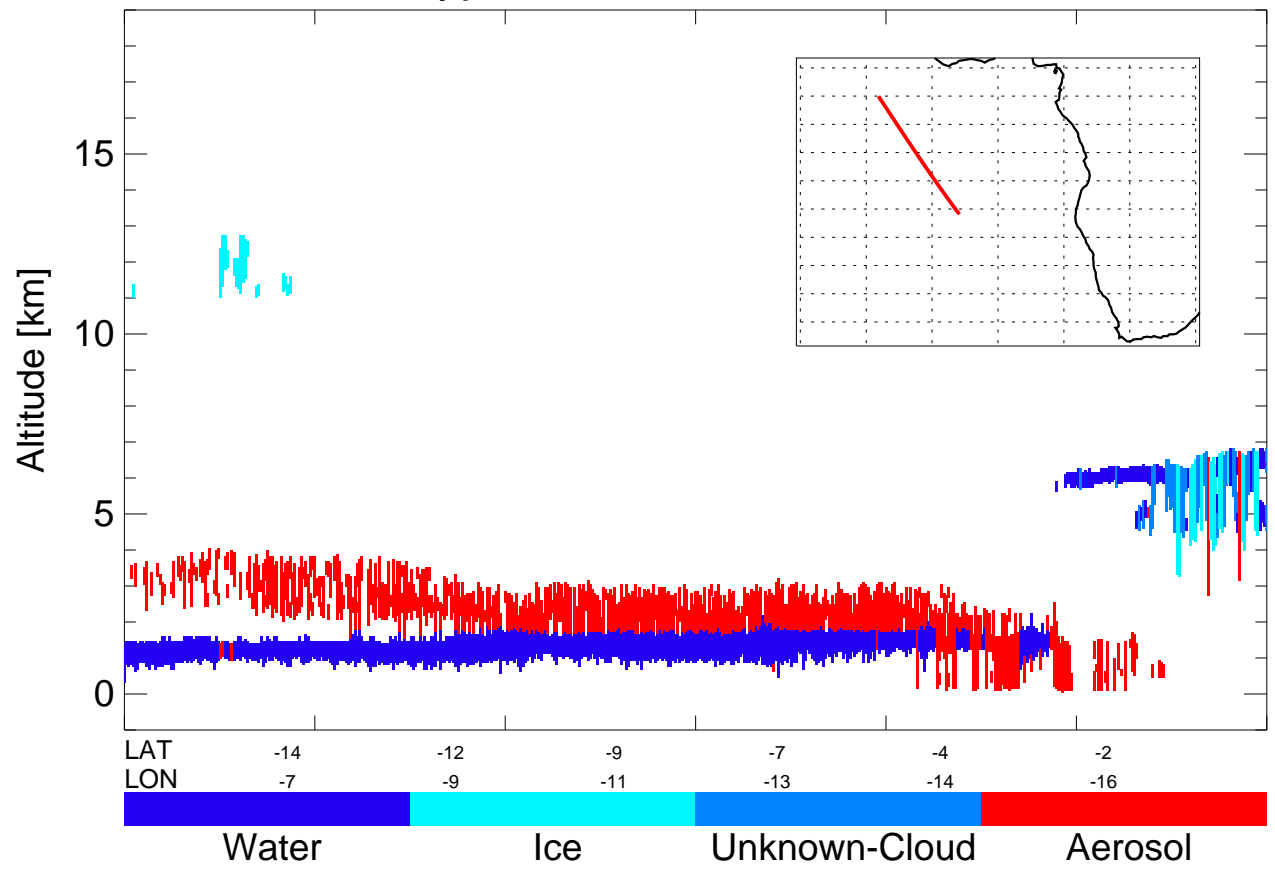 15
10
5
0
Altitude [km]
LAT -14 -12 -9 -7 -4 -2
LON -7 -9 -11 -13 -14 -16
Water Ice Unknown-Cloud Aerosol